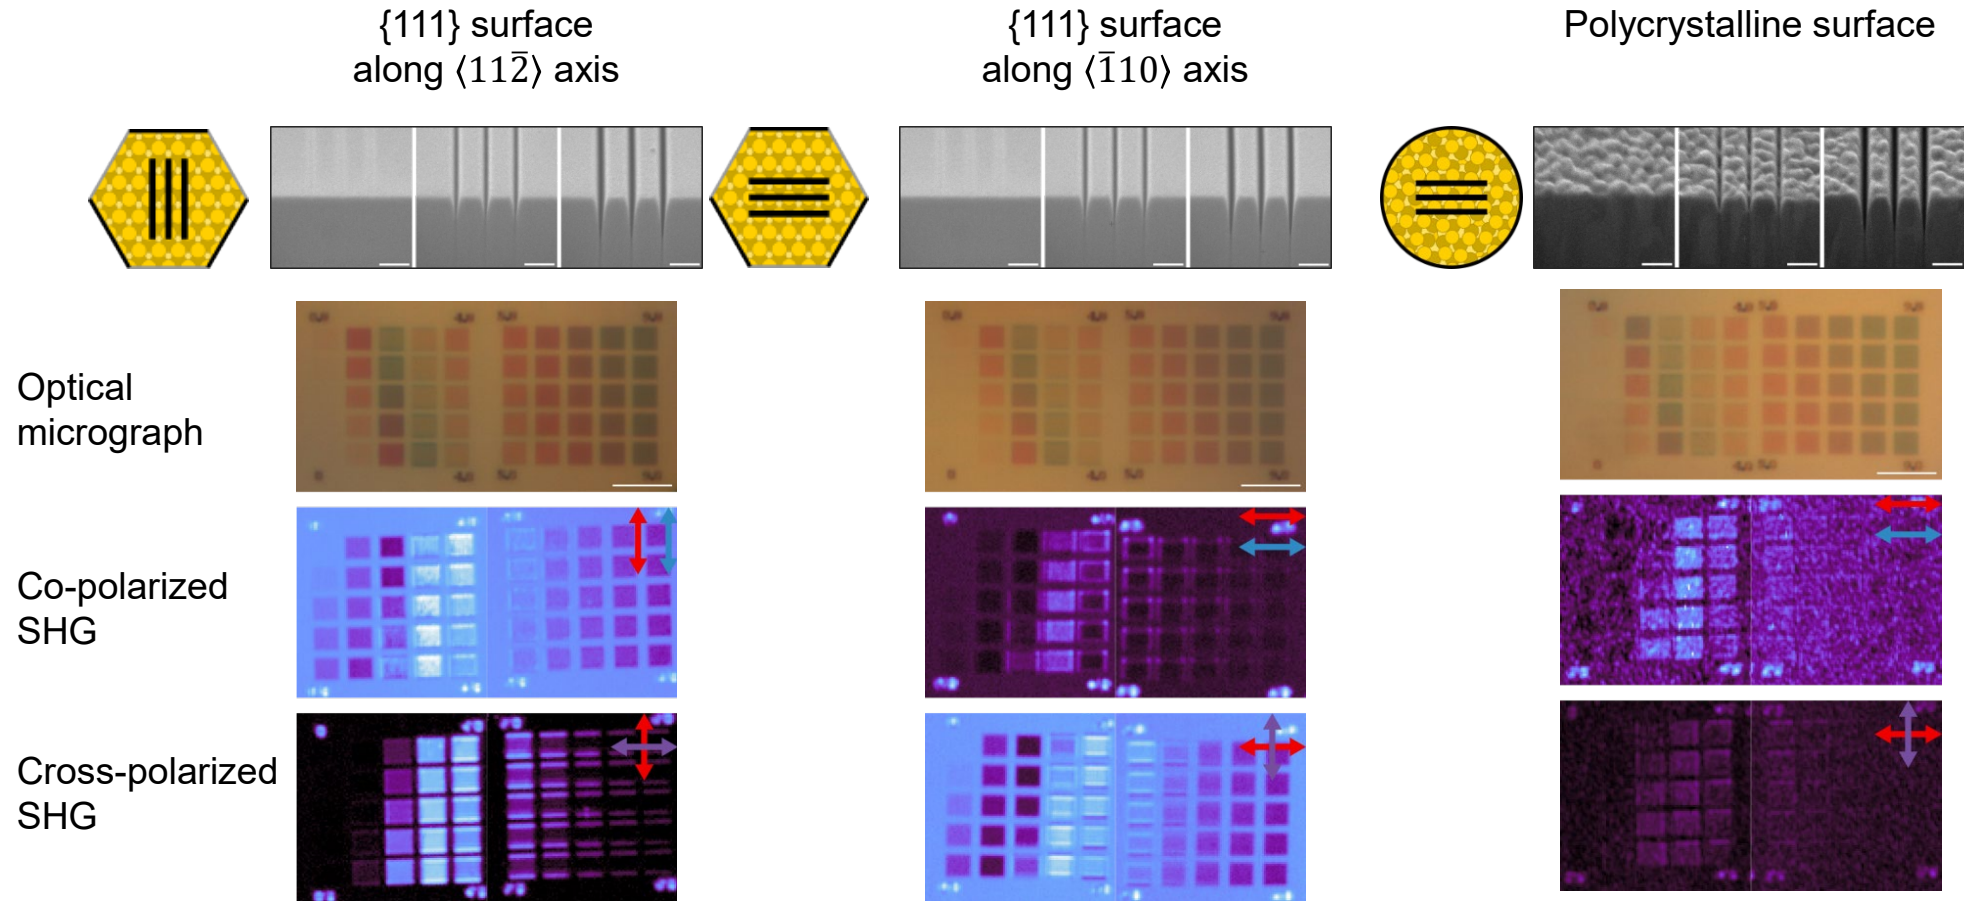 {111} surface
along ⟨112̅⟩ axis
{111} surface
along ⟨1̅10⟩ axis
Polycrystalline surface
Optical
micrograph
Co-polarized
SHG
Cross-polarized
SHG